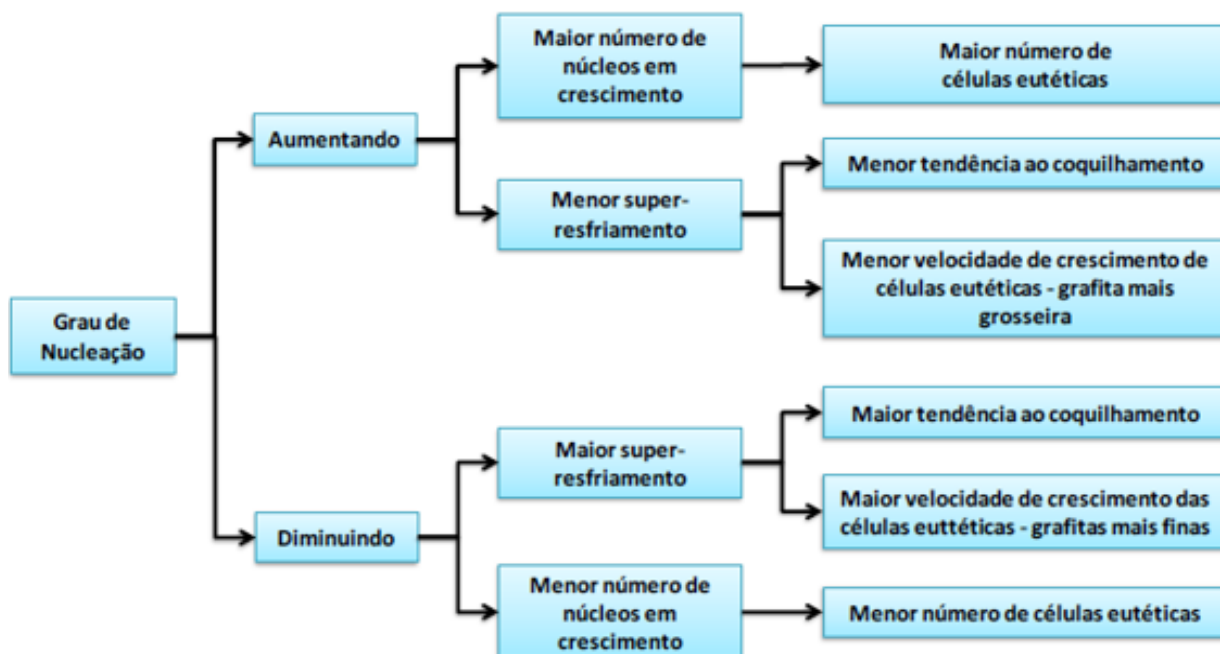 Grau de
Nucleação
Aumentando
Maior número de
núcleos em
crescimento
Maior número de
células eutéticas
Menor super-
resfriamento
Menor tendência ao coquilhamento
Menor velocidade de crescimento de
células eutéticas - grafita mais
grosseira
Diminuindo
Maior super-
resfriamento
Maior tendência ao coquilhamento
Maior velocidade de crescimento das
células euttéticas - grafitas mais finas
Menor número de
núcleos em
crescimento
Menor número de células eutéticas